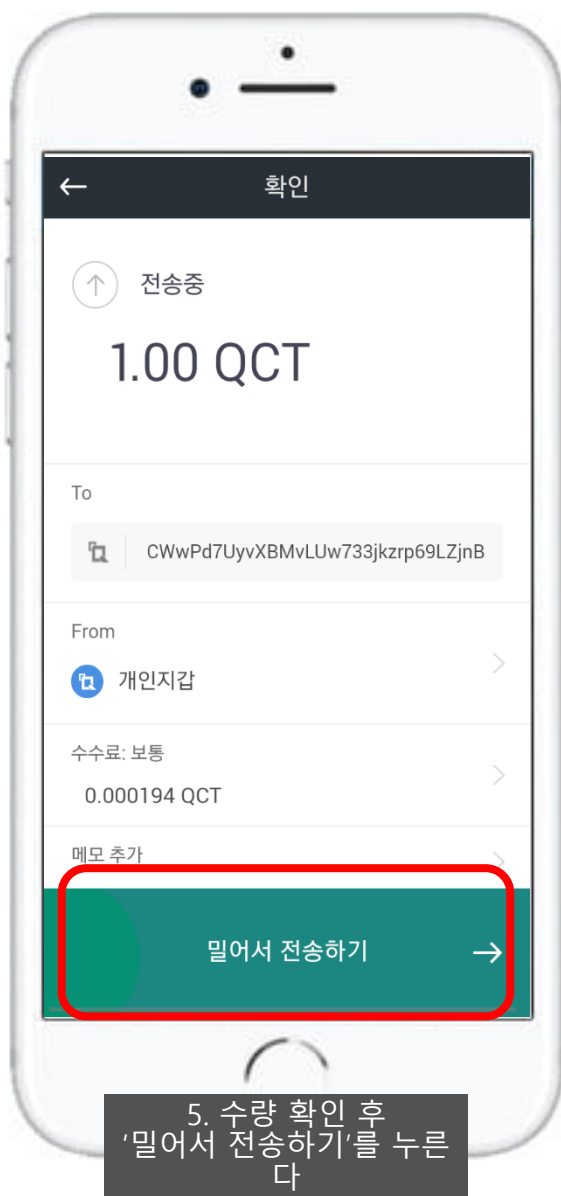 확인
전송중
1.00 QCT
To
CWwPd7UyvXBMvLUw733jkzrp69LZjnB
From
개인지갑
수수료: 보통
0.000194 QCT
메모 추가
밀어서 전송하기
5. 수량 확인 후
'밀어서 전송하기'를 누른
다